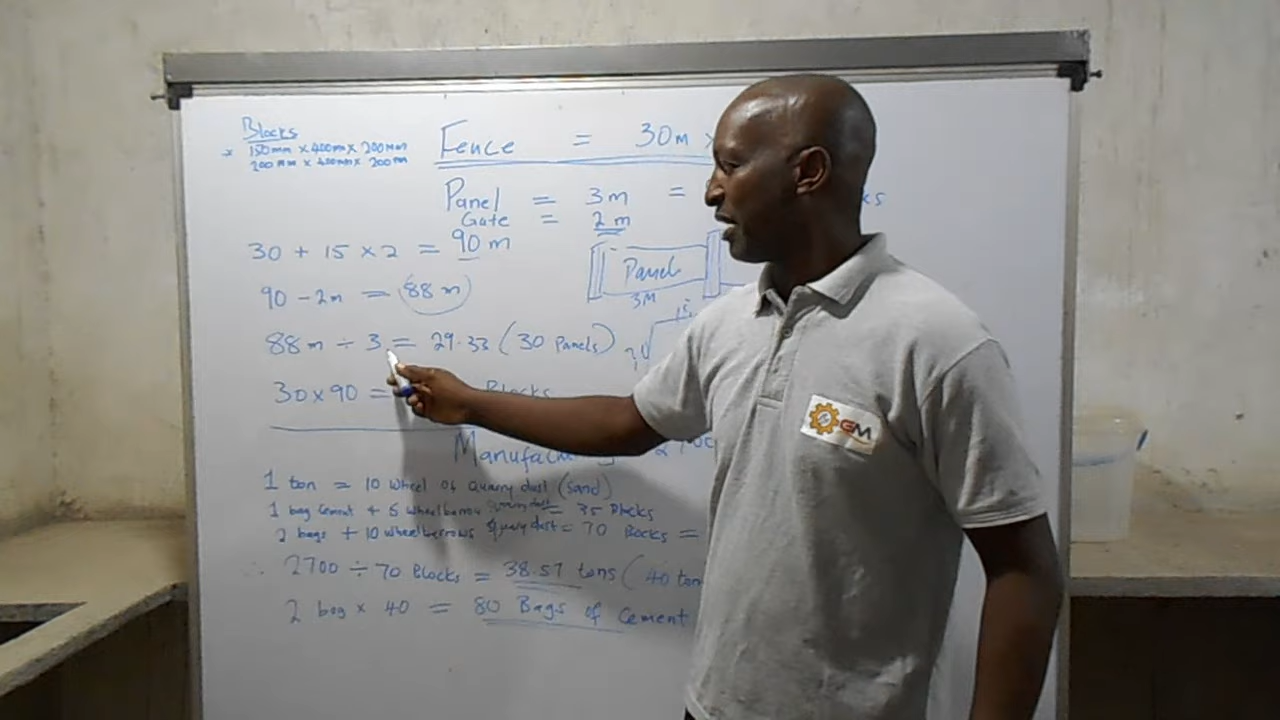 Blocks
* 150mm x 400mm x 200mm
200mm x 400mm x 200mm
Fence = 30m x
Panel = 3m =
Gate = 2m
30 + 15 x 2 = 90m
90 - 2m = 88m
Panel
3M
88m ÷ 3 = 29.33 (30 Panels)
30 x 90 = Blocks
1 ton = 10 wheel of quarry dust (sand)
1 bag Cement + 5 wheelbarrow quarry dust = 35 Blocks
2 bags + 10 wheelbarrows quarry dust = 70 Blocks =
∴ 2700 ÷ 70 Blocks = 38.57 tons (40 ton
2 bag x 40 = 80 Bags of Cement
GM